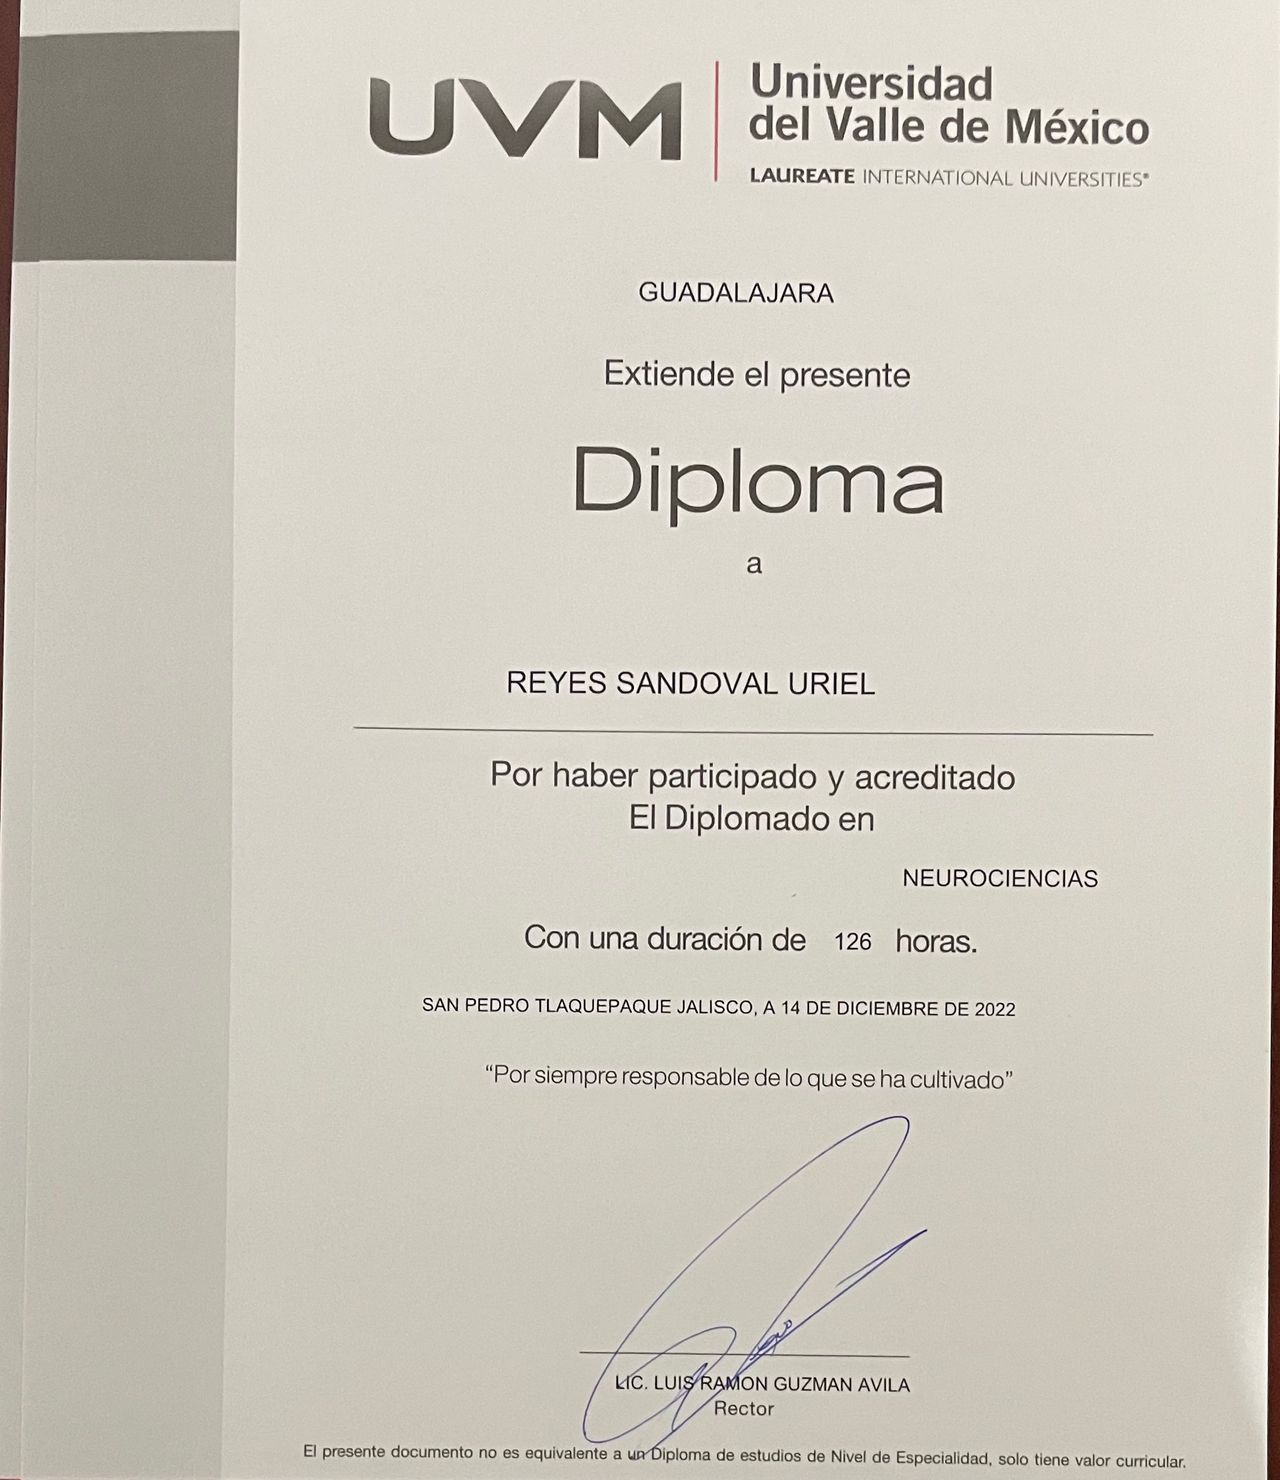 UVM
Universidad
del Valle de México
LAUREATE INTERNATIONAL UNIVERSITIES®
GUADALAJARA
Extiende el presente
Diploma
a
REYES SANDOVAL URIEL
Por haber participado y acreditado
El Diplomado en
NEUROCIENCIAS
Con una duración de 126 horas.
SAN PEDRO TLAQUEPAQUE JALISCO, A 14 DE DICIEMBRE DE 2022
“Por siempre responsable de lo que se ha cultivado”
LIC. LUIS RAMON GUZMAN AVILA
Rector
El presente documento no es equivalente a un Diploma de estudios de Nivel de Especialidad, solo tiene valor curricular.